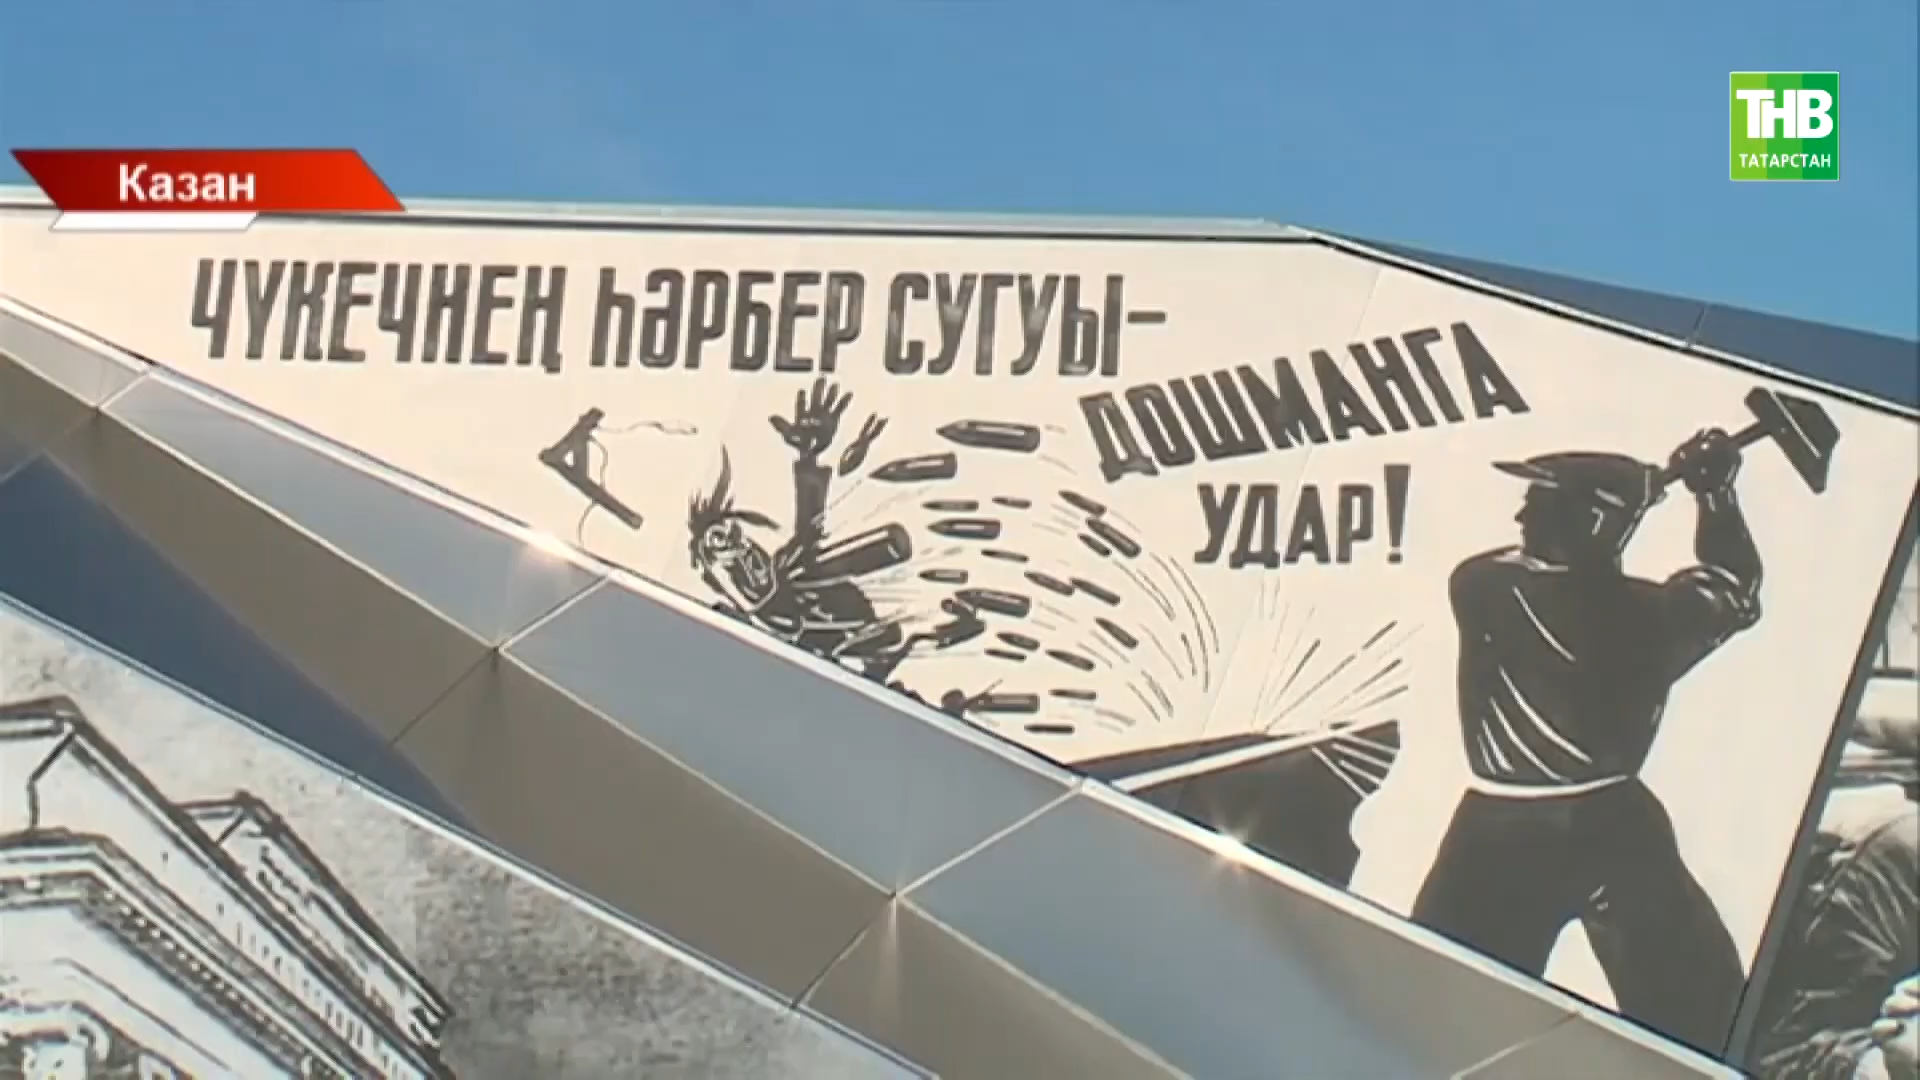 Казан
ТНВ
ТАТАРСТАН
ЧҮКЕЧНЕҢ ҺӘРБЕР СУГУЫ–
ДОШМАНГА
УДАР!